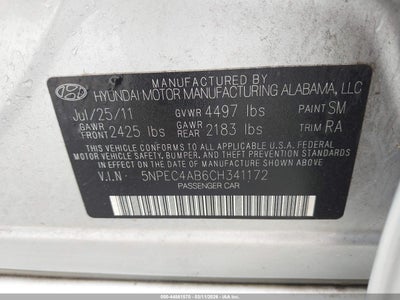 MANUFACTURED BY
HYUNDAI MOTOR MANUFACTURING ALABAMA, LLC
Jul/25/11 GVWR 4497 lbs PAINT SM
GAWR FRONT 2425 lbs GAWR REAR 2183 lbs TRIM RA
THIS VEHICLE CONFORMS TO ALL APPLICABLE U.S.A. FEDERAL
MOTOR VEHICLE SAFETY, BUMPER, AND THEFT PREVENTION
STANDARDS IN EFFECT ON THE DATE OF MANUFACTURE SHOWN ABOVE.
V.I.N 5NPEC4AB6CH341172
PASSENGER CAR